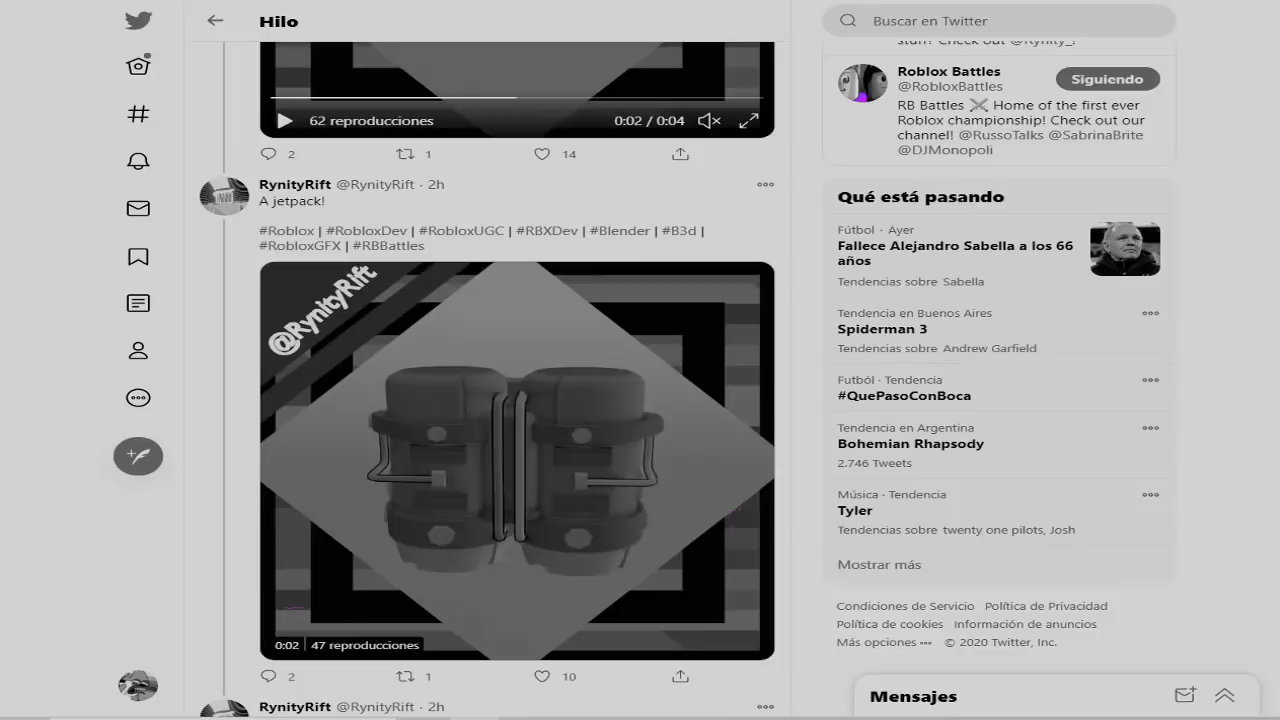 Hilo
Buscar en Twitter
62 reproducciones
0:02 / 0:04
2
1
14
RynityRift @RynityRift · 2h
A jetpack!
#Roblox | #RobloxDev | #RobloxUGC | #RBXDev | #Blender | #B3d |
#RobloxGFX | #RBBattles
@RynityRift
0:02
47 reproducciones
2
1
10
RynityRift @RynityRift · 2h
stuff! Check out @Rynity_!
Roblox Battles
@RobloxBattles
Siguiendo
RB Battles ⚔ Home of the first ever
Roblox championship! Check out our
channel! @RussoTalks @SabrinaBrite
@DJMonopoli
Qué está pasando
Fútbol · Ayer
Fallece Alejandro Sabella a los 66
años
Tendencias sobre Sabella
Tendencia en Buenos Aires
Spiderman 3
Tendencias sobre Andrew Garfield
Futból · Tendencia
#QuePasoConBoca
Tendencia en Argentina
Bohemian Rhapsody
2.746 Tweets
Música · Tendencia
Tyler
Tendencias sobre twenty one pilots, Josh
Mostrar más
Condiciones de Servicio Política de Privacidad
Política de cookies Información de anuncios
Más opciones ••• © 2020 Twitter, Inc.
Mensajes